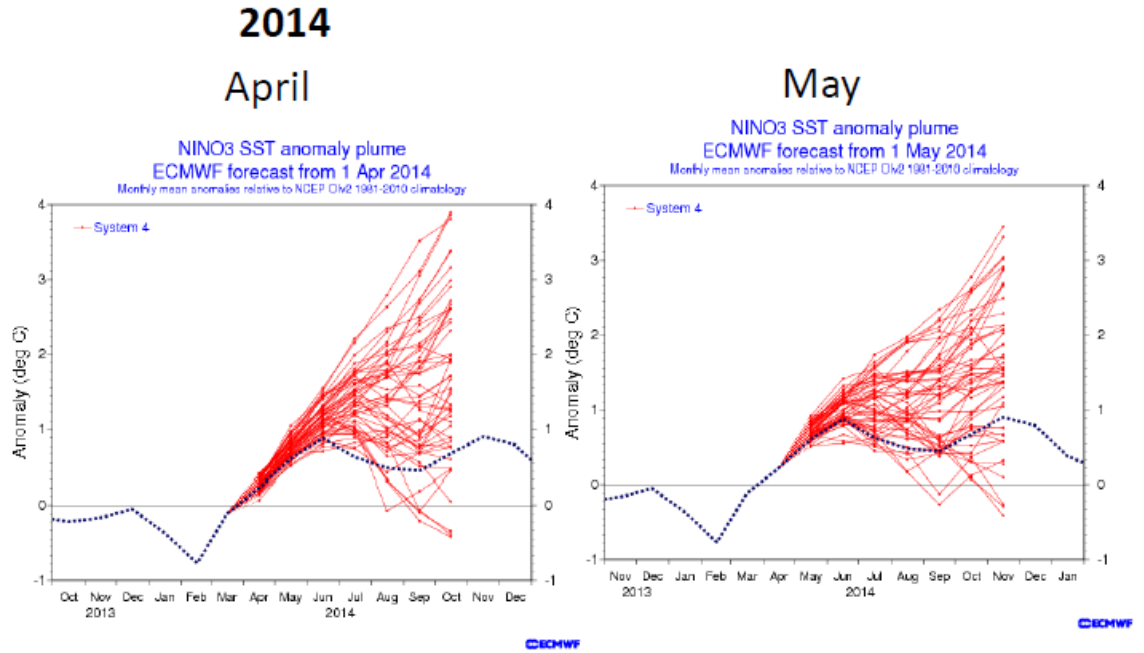 2014
April
May
NINO3 SST anomaly plume
ECMWF forecast from 1 Apr 2014
Monthly mean anomalies relative to NCEP OIv2 1981-2010 climatology
4
3
2
1
0
-1
Anomaly (deg C)
System 4
4
3
2
1
0
-1
Oct Nov Dec Jan Feb Mar Apr May Jun Jul Aug Sep Oct Nov Dec
2013 2014
ECMWF
NINO3 SST anomaly plume
ECMWF forecast from 1 May 2014
Monthly mean anomalies relative to NCEP OIv2 1981-2010 climatology
4
3
2
1
0
-1
Anomaly (deg C)
System 4
4
3
2
1
0
-1
Nov Dec Jan Feb Mar Apr May Jun Jul Aug Sep Oct Nov Dec Jan
2013 2014
ECMWF